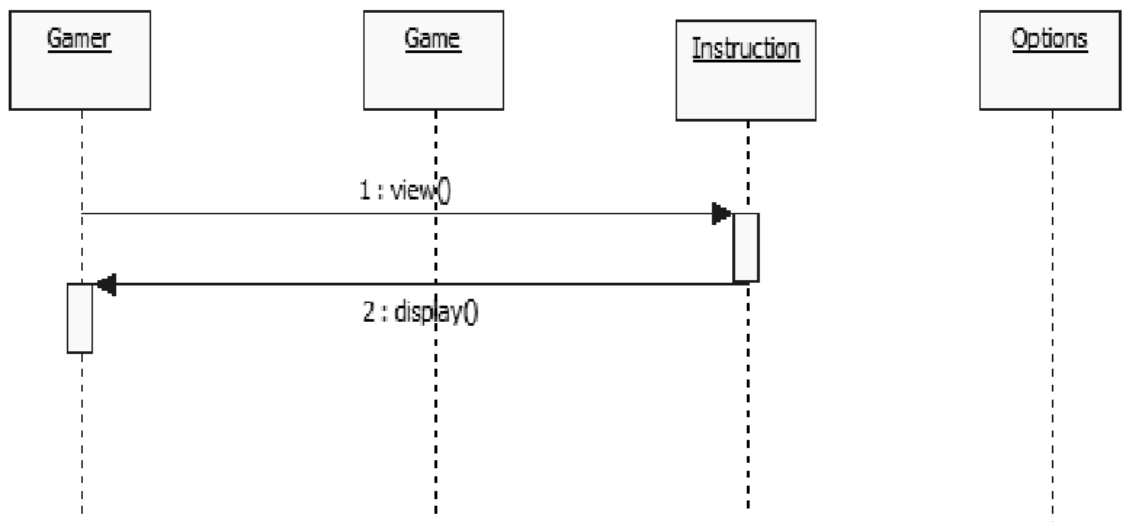 Gamer
Game
Instruction
Options
1 : view()
2 : display()